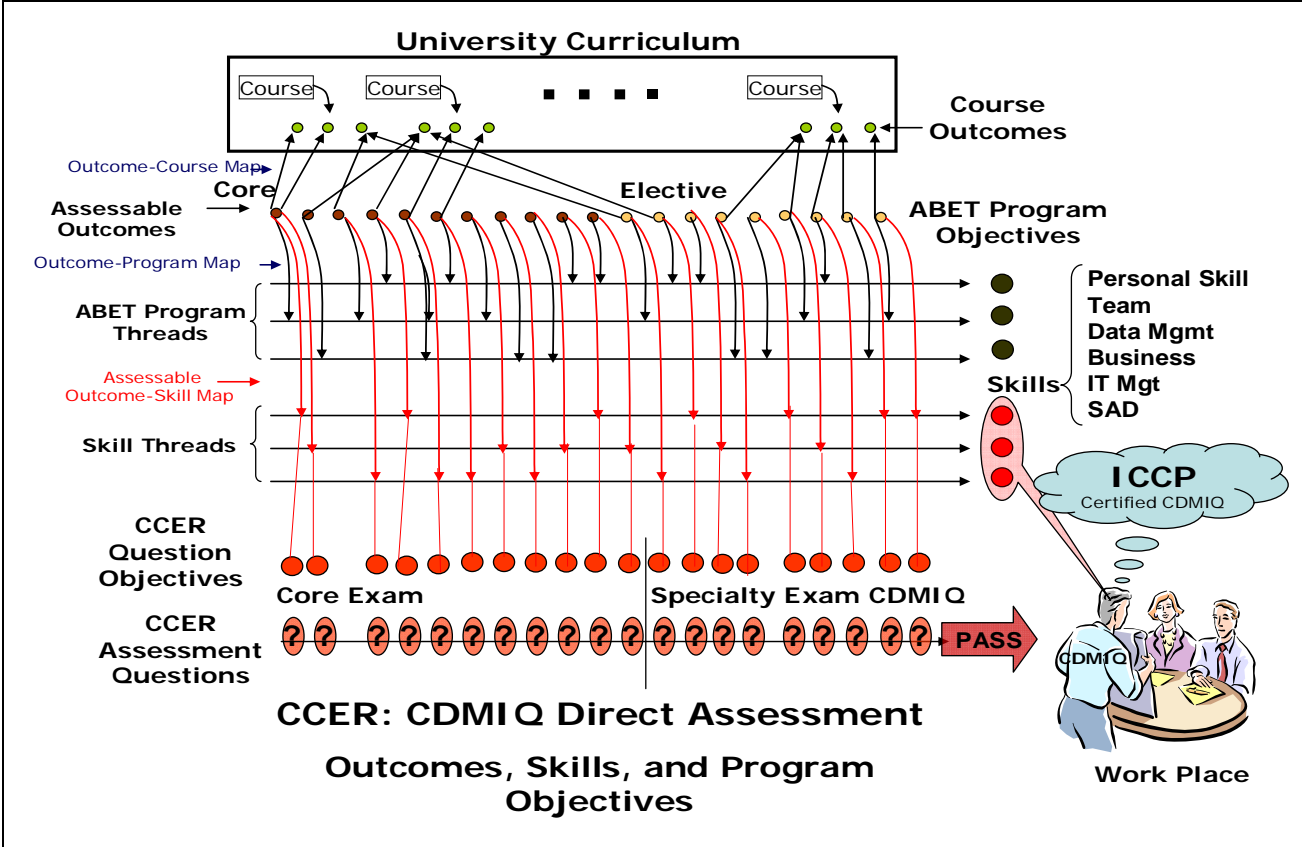 University Curriculum
Course
Course
Course
Course
Outcomes
Outcome-Course Map
Core
Elective
Assessable
Outcomes
ABET Program
Objectives
Outcome-Program Map
Personal Skill
Team
Data Mgmt
Business
IT Mgt
SAD
ABET Program
Threads
Assessable
Outcome-Skill Map
Skills
Skill Threads
ICCP
Certified CDMIQ
CCER
Question
Objectives
Core Exam
Specialty Exam CDMIQ
CCER
Assessment
Questions
? ? ? ? ? ? ? ? ? ? ? ? ? ? ? ? ? ? ? ?
PASS
CDMIQ
CCER: CDMIQ Direct Assessment
Outcomes, Skills, and Program
Objectives
Work Place